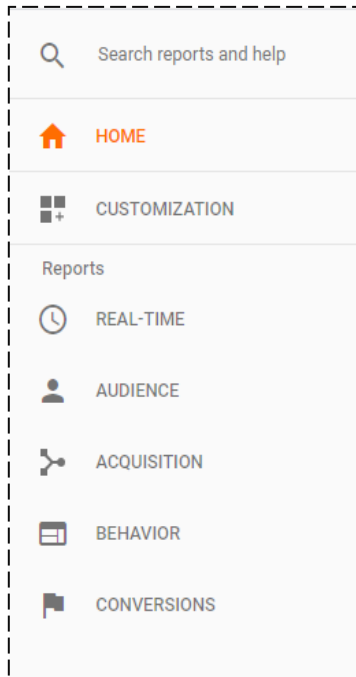 Search reports and help
HOME
CUSTOMIZATION
Reports
REAL-TIME
AUDIENCE
ACQUISITION
BEHAVIOR
CONVERSIONS